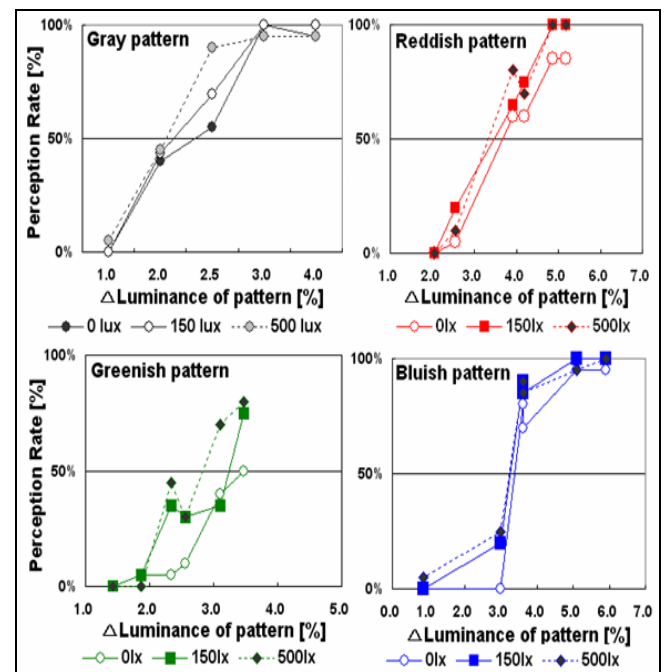 Perception Rate [%]
100%
50%
0%
Gray pattern
1.0 2.0 2.5 3.0 4.0
△Luminance of pattern [%]
0 lux 150 lux 500 lux
100%
50%
0%
Reddish pattern
1.0 2.0 3.0 4.0 5.0 6.0 7.0
△Luminance of pattern [%]
0lx 150lx 500lx
Perception Rate [%]
100%
50%
0%
Greenish pattern
1.0 2.0 3.0 4.0 5.0
△Luminance of pattern [%]
0lx 150lx 500lx
100%
50%
0%
Bluish pattern
0.0 1.0 2.0 3.0 4.0 5.0 6.0 7.0
△Luminance of pattern [%]
0lx 150lx 500lx